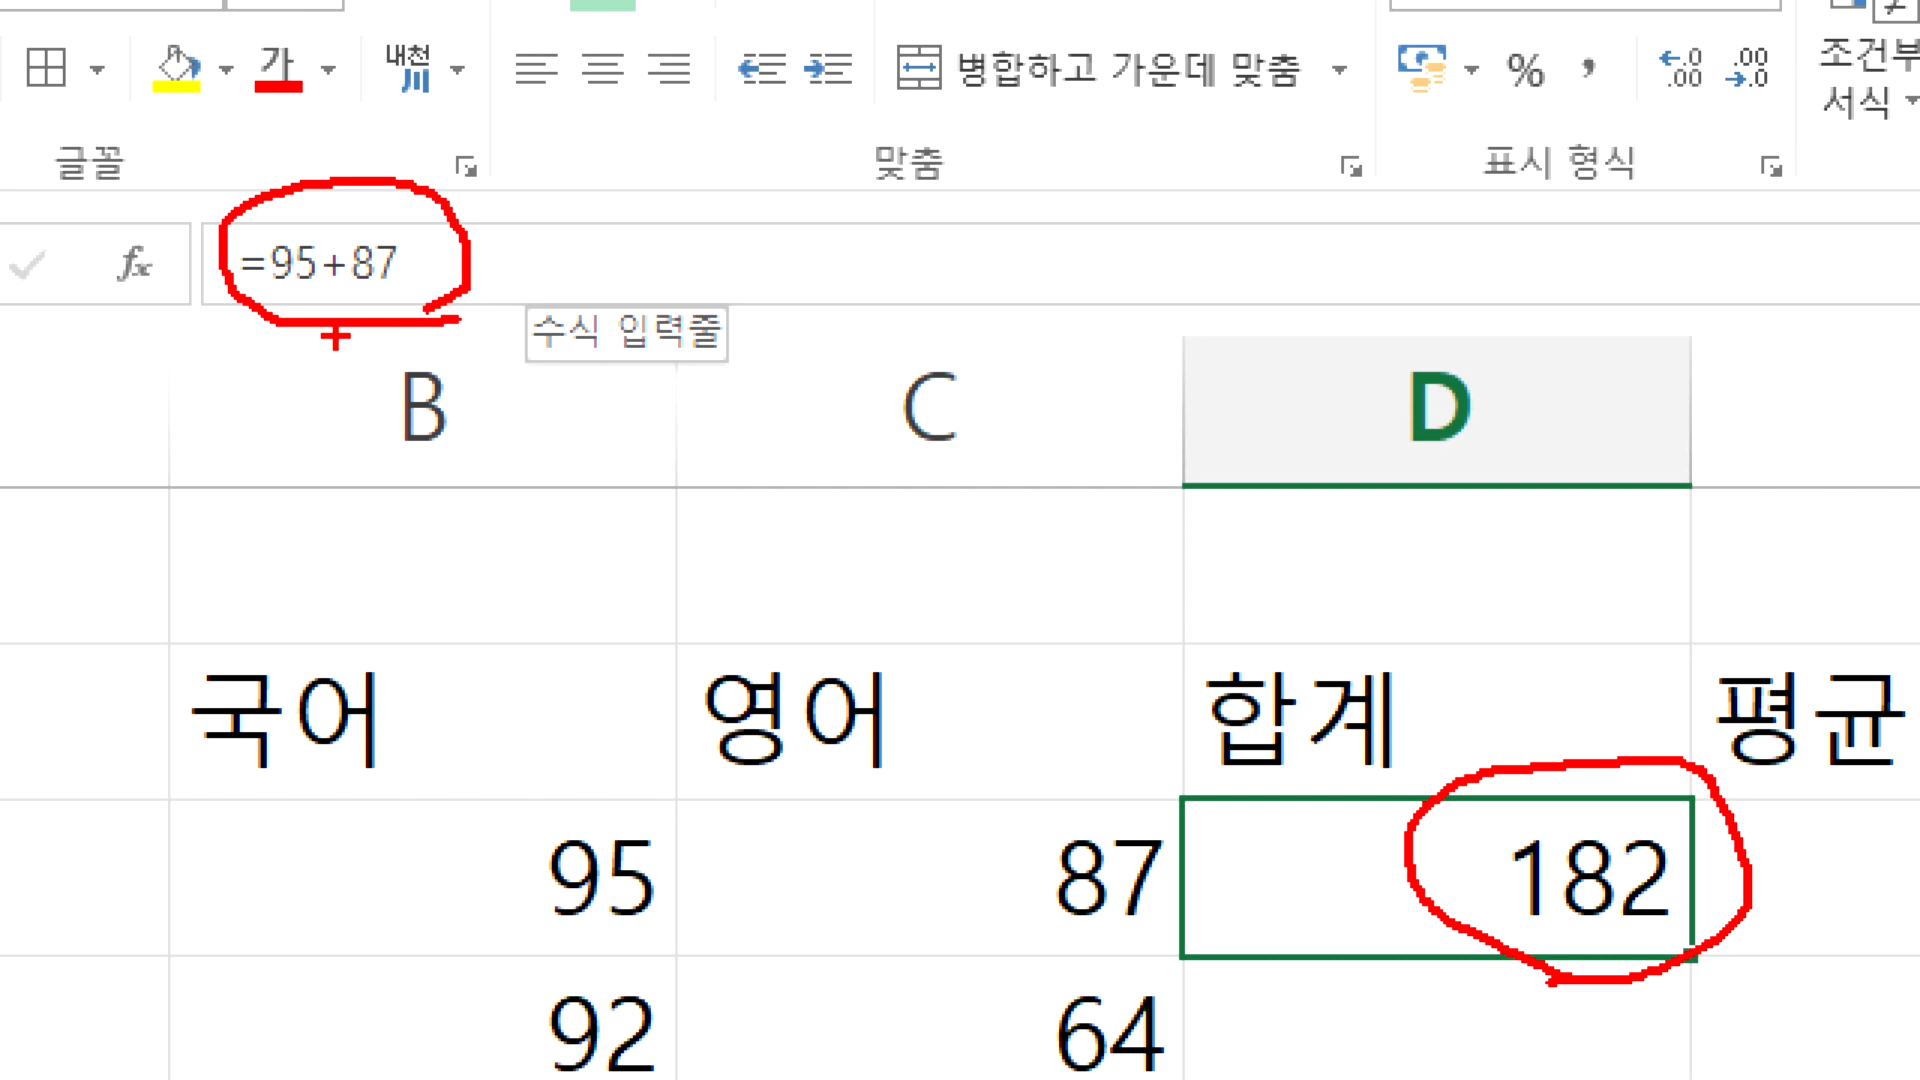 가 내천 병합하고 가운데 맞춤 % , ←.0 .00 .00 →.0 조건부
서식
글꼴 맞춤 표시 형식
fx =95+87
수식 입력줄
B C D
국어 영어 합계 평균
95 87 182
92 64